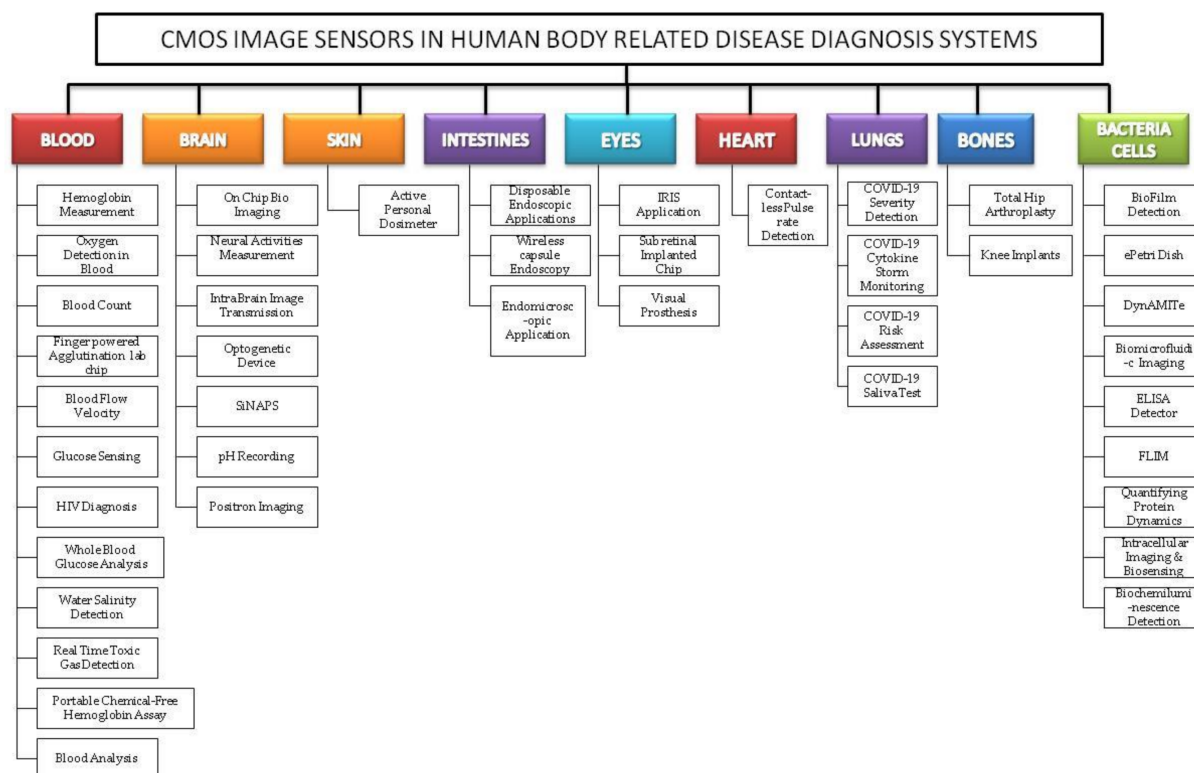 CMOS IMAGE SENSORS IN HUMAN BODY RELATED DISEASE DIAGNOSIS SYSTEMS
BLOOD
Hemoglobin
Measurement
Oxygen
Detection in
Blood
Blood Count
Finger powered
Agglutination lab
chip
Blood Flow
Velocity
Glucose Sensing
HIV Diagnosis
Whole Blood
Glucose Analysis
Water Salinity
Detection
Real Time Toxic
Gas Detection
Portable Chemical-Free
Hemoglobin Assay
Blood Analysis
BRAIN
On Chip Bio
Imaging
Neural Activities
Measurement
Intra Brain Image
Transmission
Optogenetic
Device
SiNAPS
pH Recording
Positron Imaging
SKIN
Active
Personal
Dosimeter
INTESTINES
Disposable
Endoscopic
Applications
Wireless
capsule
Endoscopy
Endomicrosc
-opic
Application
EYES
IRIS
Application
Sub retinal
Implanted
Chip
Visual
Prosthesis
HEART
Contact-
less Pulse
rate
Detection
LUNGS
COVID-19
Severity
Detection
COVID-19
Cytokine
Storm
Monitoring
COVID-19
Risk
Assessment
COVID-19
Saliva Test
BONES
Total Hip
Arthroplasty
Knee Implants
BACTERIA
CELLS
BioFilm
Detection
ePetri Dish
DynAMITe
Biomicrofluidi
-c Imaging
ELISA
Detector
FLIM
Quantifying
Protein
Dynamics
Intracellular
Imaging &
Biosensing
Biochemilumi
-nescence
Detection